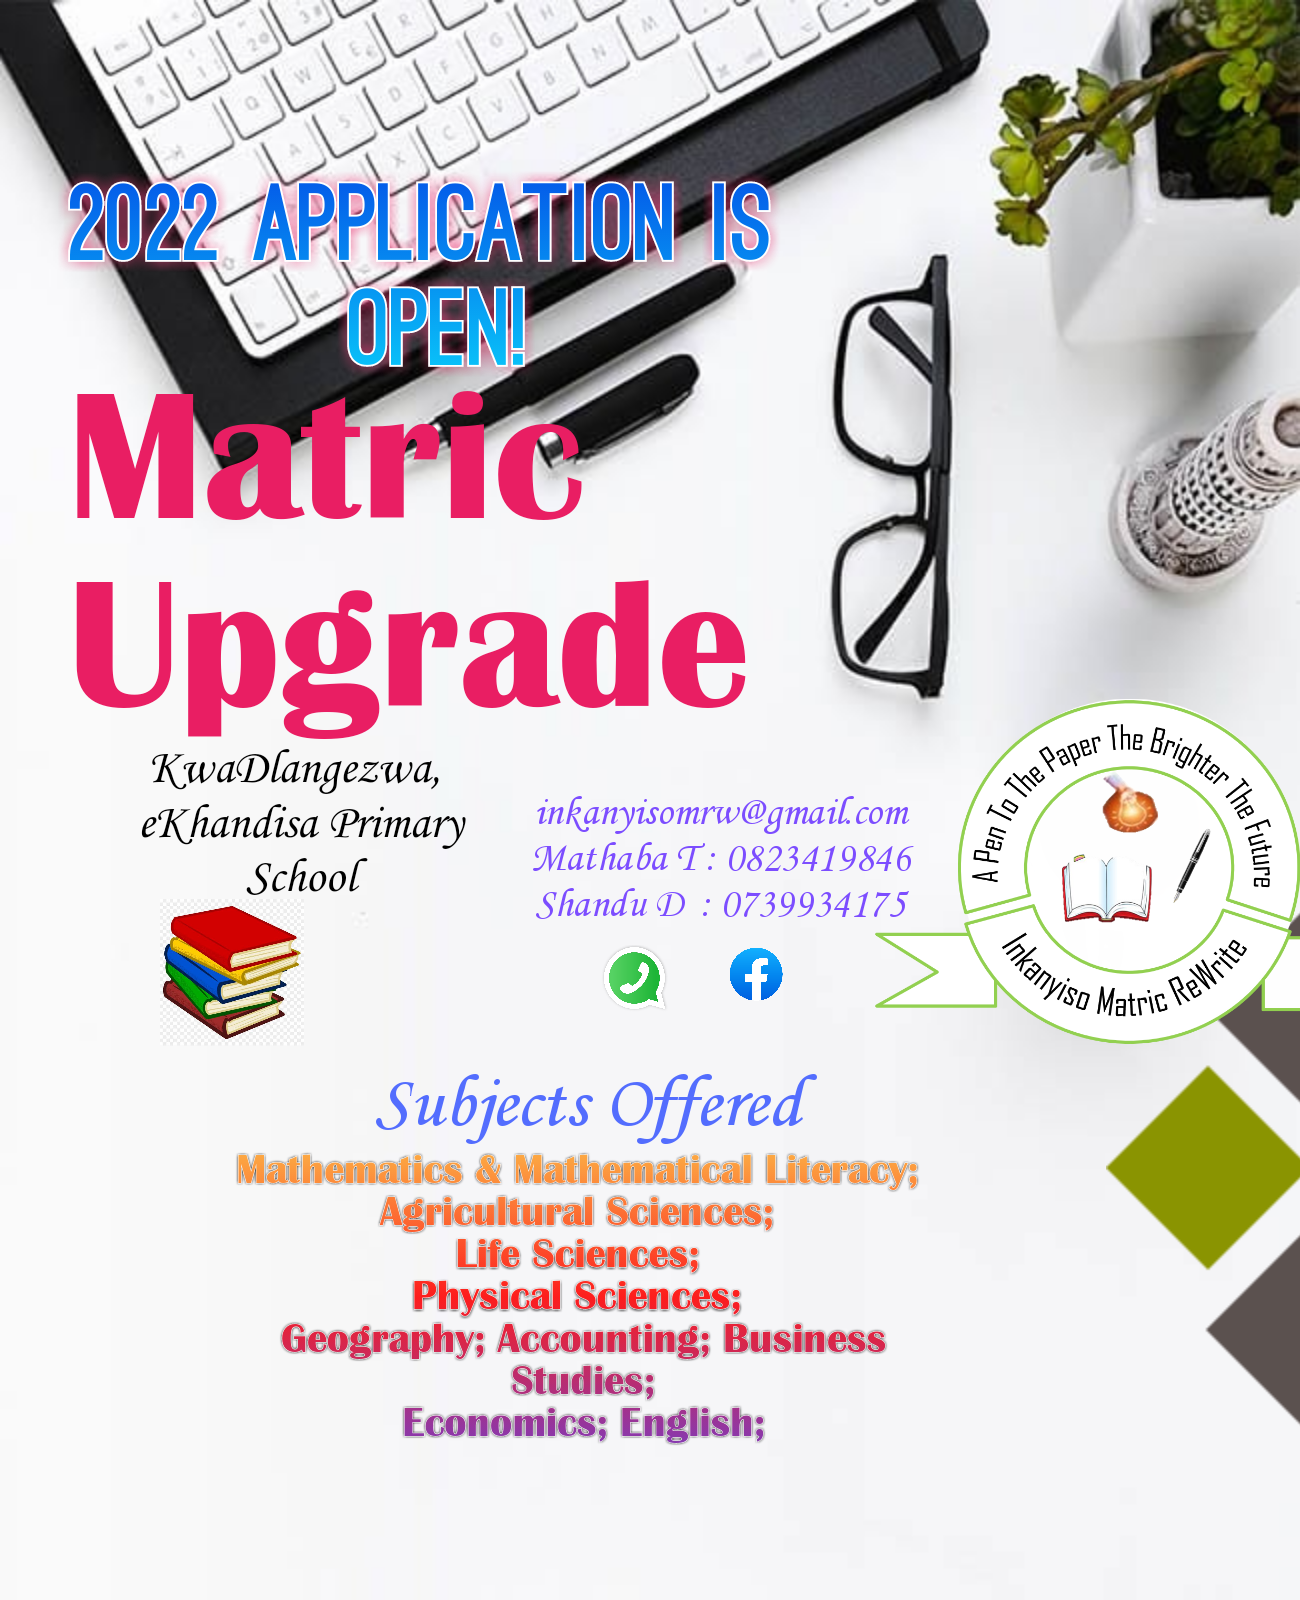 2022 APPLICATION IS
OPEN!
Matric
Upgrade
KwaDlangezwa,
eKhandisa Primary
School
inkanyisomrw@gmail.com
Mathaba T : 0823419846
Shandu D : 0739934175
A Pen To The Paper The Brighter The Future
Inkanyiso Matric ReWrite
Subjects Offered
Mathematics & Mathematical Literacy;
Agricultural Sciences;
Life Sciences;
Physical Sciences;
Geography; Accounting; Business
Studies;
Economics; English;